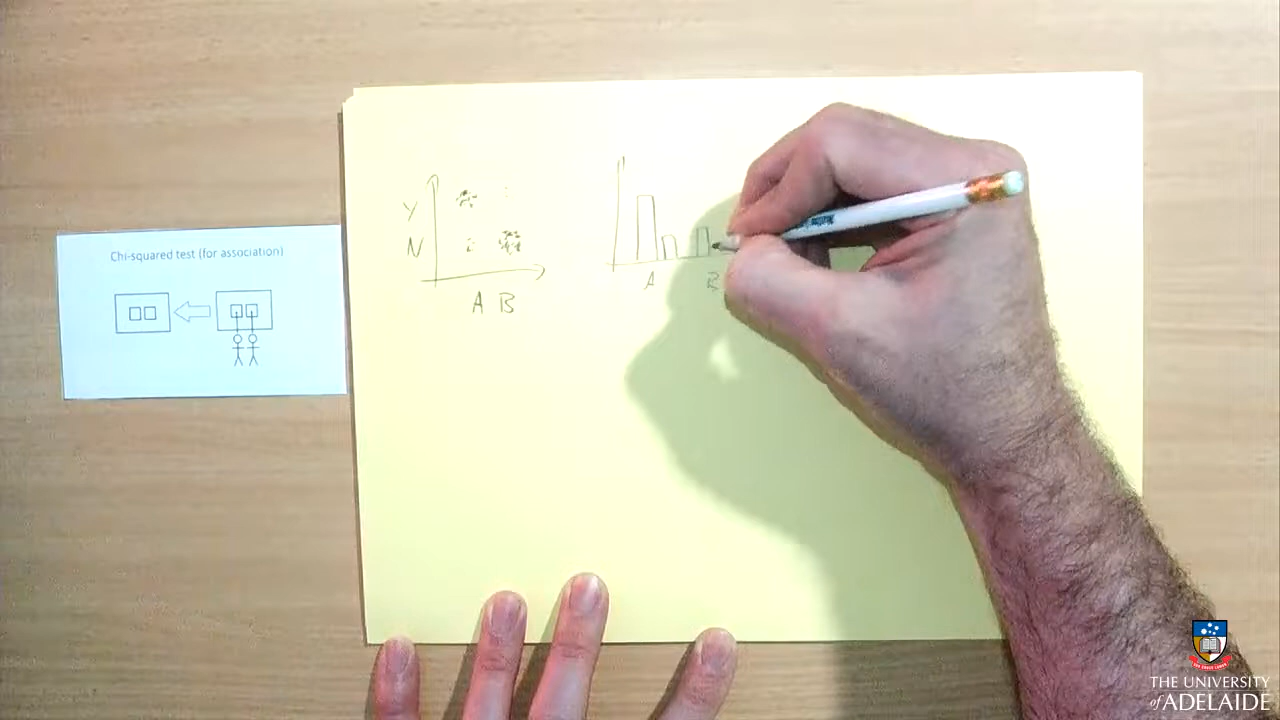 Chi-squared test (for association)
Y
N
A B
A B
THE UNIVERSITY
of ADELAIDE